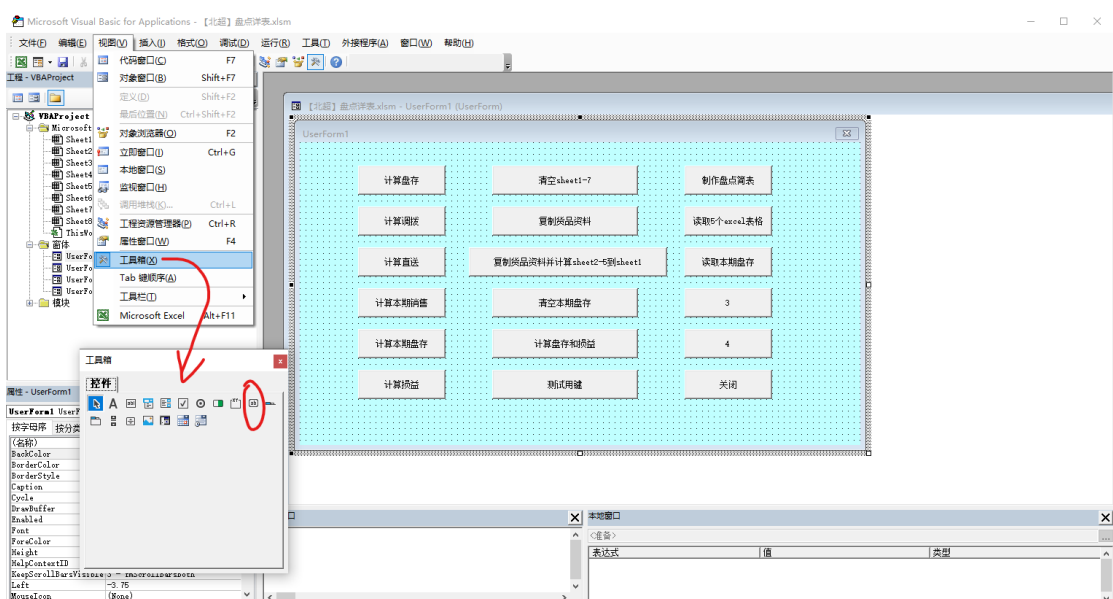 Microsoft Visual Basic for Applications - 【北超】盘点详表.xlsm
文件(F) 编辑(E) 视图(V) 插入(I) 格式(O) 调试(D) 运行(R) 工具(T) 外接程序(A) 窗口(W) 帮助(H)
工程 - VBAProject
VBAProject
Microsoft
Sheet1
Sheet2
Sheet3
Sheet4
Sheet5
Sheet6
Sheet7
Sheet8
ThisWo
窗体
UserFo
UserFo
UserFo
UserFo
模块
代码窗口(C) F7
对象窗口(B) Shift+F7
定义(D) Shift+F2
最后位置(N) Ctrl+Shift+F2
对象浏览器(O) F2
立即窗口(I) Ctrl+G
本地窗口(S)
监视窗口(H)
调用堆栈(K)... Ctrl+L
工程资源管理器(P) Ctrl+R
属性窗口(W) F4
工具箱(X)
Tab 键顺序(A)
工具栏(T)
Microsoft Excel Alt+F11
【北超】盘点详表.xlsm - UserForm1 (UserForm)
UserForm1
计算盘存 清空sheet1-7 制作盘点简表
计算调拨 复制货品资料 读取5个excel表格
计算直送 复制货品资料并计算sheet2-5到sheet1 读取本期盘存
计算本期销售 清空本期盘存 3
计算本期盘存 计算盘存和损益 4
计算损益 测试用键 关闭
工具箱
控件
属性 - UserForm1
UserForm1 UserF
按字母序 按分类
(名称)
BackColor
BorderColor
BorderStyle
Caption
Cycle
DrawBuffer
Enabled
Font
ForeColor
Height
HelpContextID
KeepScrollBarsVisible 3 - fmScrollBarsBoth
Left -3.75
MouseIcon (None)
口
本地窗口
<准备>
表达式 值 类型